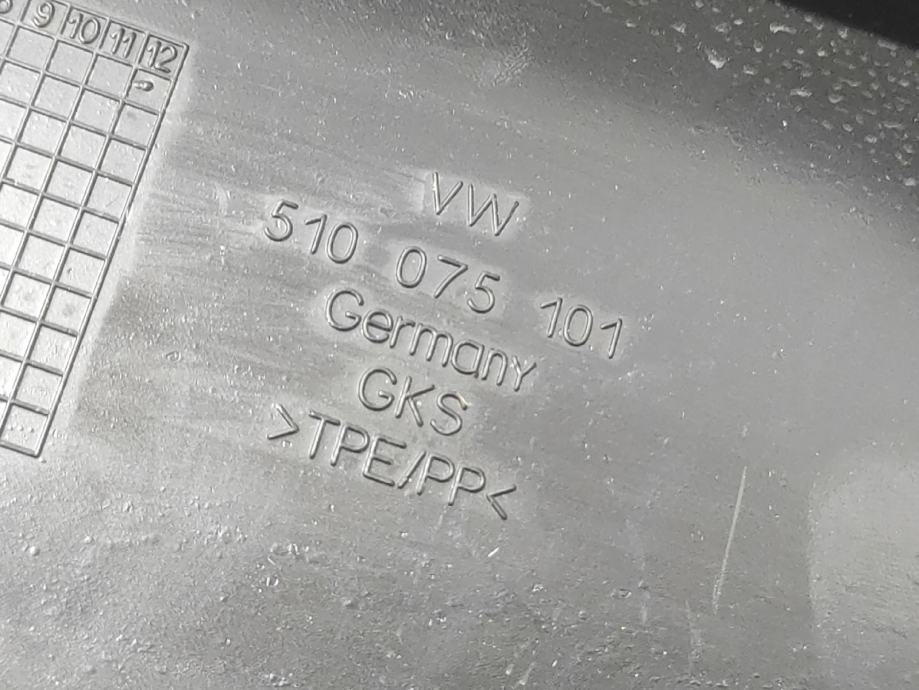 9 10 11 12
VW
510 075 101
Germany
GKS
>TPE/PP<